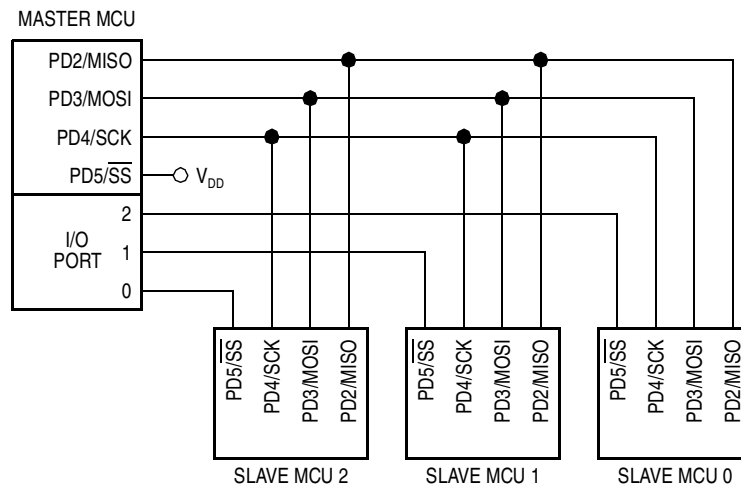 MASTER MCU
PD2/MISO
PD3/MOSI
PD4/SCK
PD5/SS
V_DD
I/O
PORT
2
1
0
PD5/SS
PD4/SCK
PD3/MOSI
PD2/MISO
PD5/SS
PD4/SCK
PD3/MOSI
PD2/MISO
PD5/SS
PD4/SCK
PD3/MOSI
PD2/MISO
SLAVE MCU 2
SLAVE MCU 1
SLAVE MCU 0